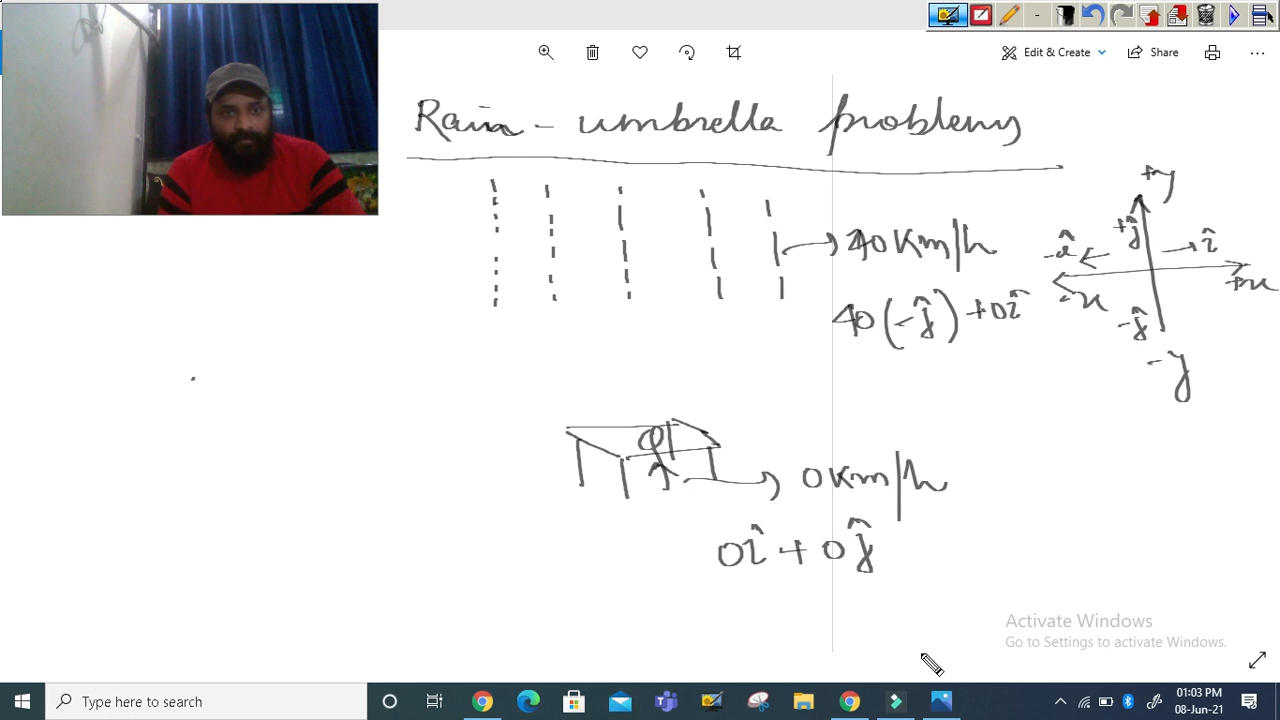 Edit & Create
Share
Rain - umbrella problems
+y
40 Km/h
+ĵ
-î
î
-x
+x
40(-ĵ) + 0î
-ĵ
-y
0 Km/h
0î + 0ĵ
Activate Windows
Go to Settings to activate Windows.
Type here to search
01:03 PM
08-Jun-21